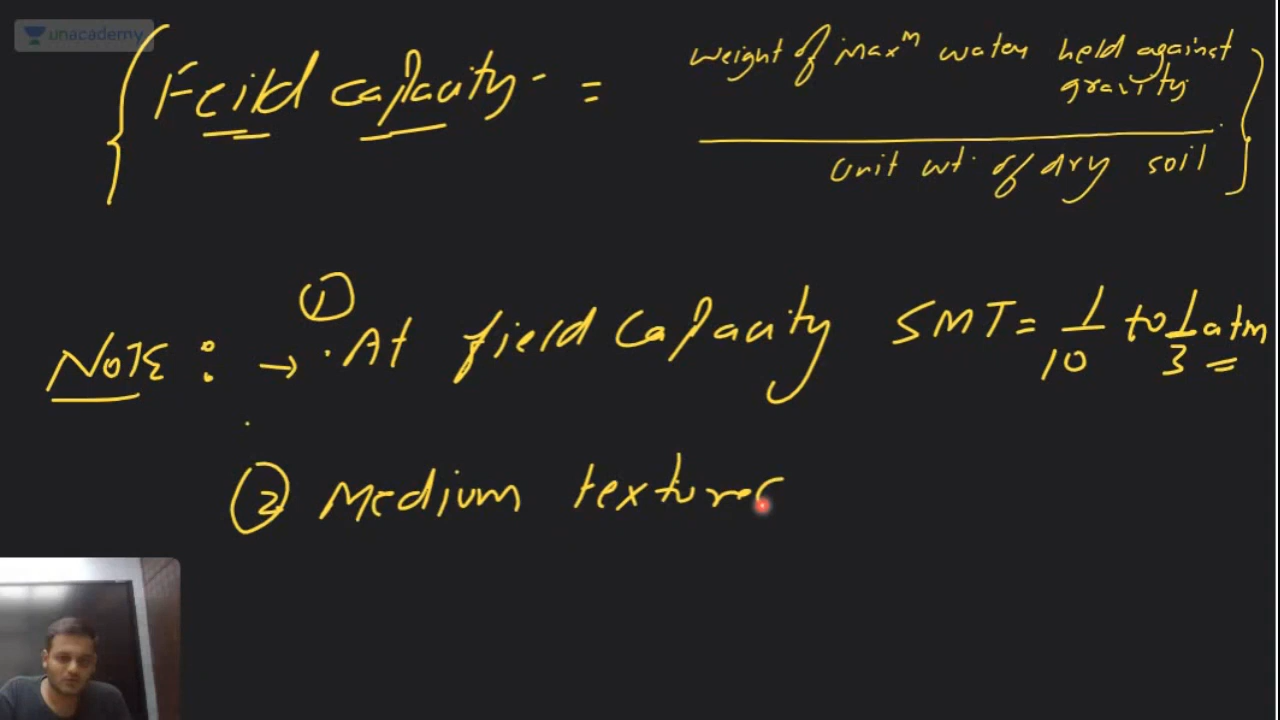 unacademy
weight of maxᵐ water held against
gravity
Feild capacity =
unit wt. of dry soil
NOTE: → ① At field capacity SMT = 1/10 to 1/3 atm
② Medium textures